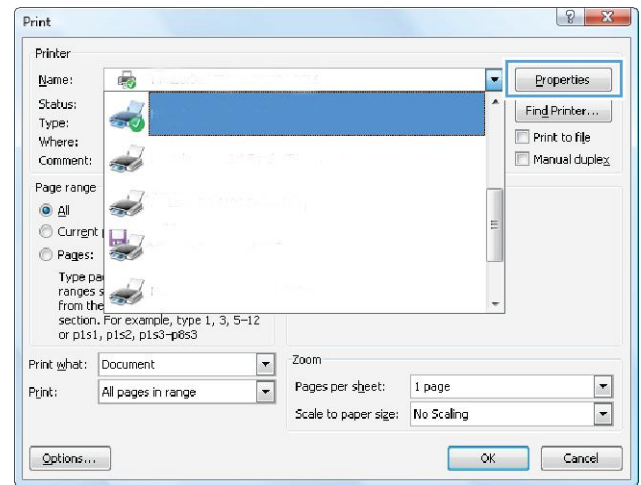 Print
Printer
Name:
Properties
Status:
Find Printer...
Type:
Where:
Print to file
Comment:
Manual duplex
Page range
All
Current
Pages:
Type
ranges
from the
section. For example, type 1, 3, 5–12
or p1s1, p1s2, p1s3–p8s3
Print what: Document
Zoom
Print: All pages in range
Pages per sheet: 1 page
Scale to paper size: No Scaling
Options...
OK
Cancel